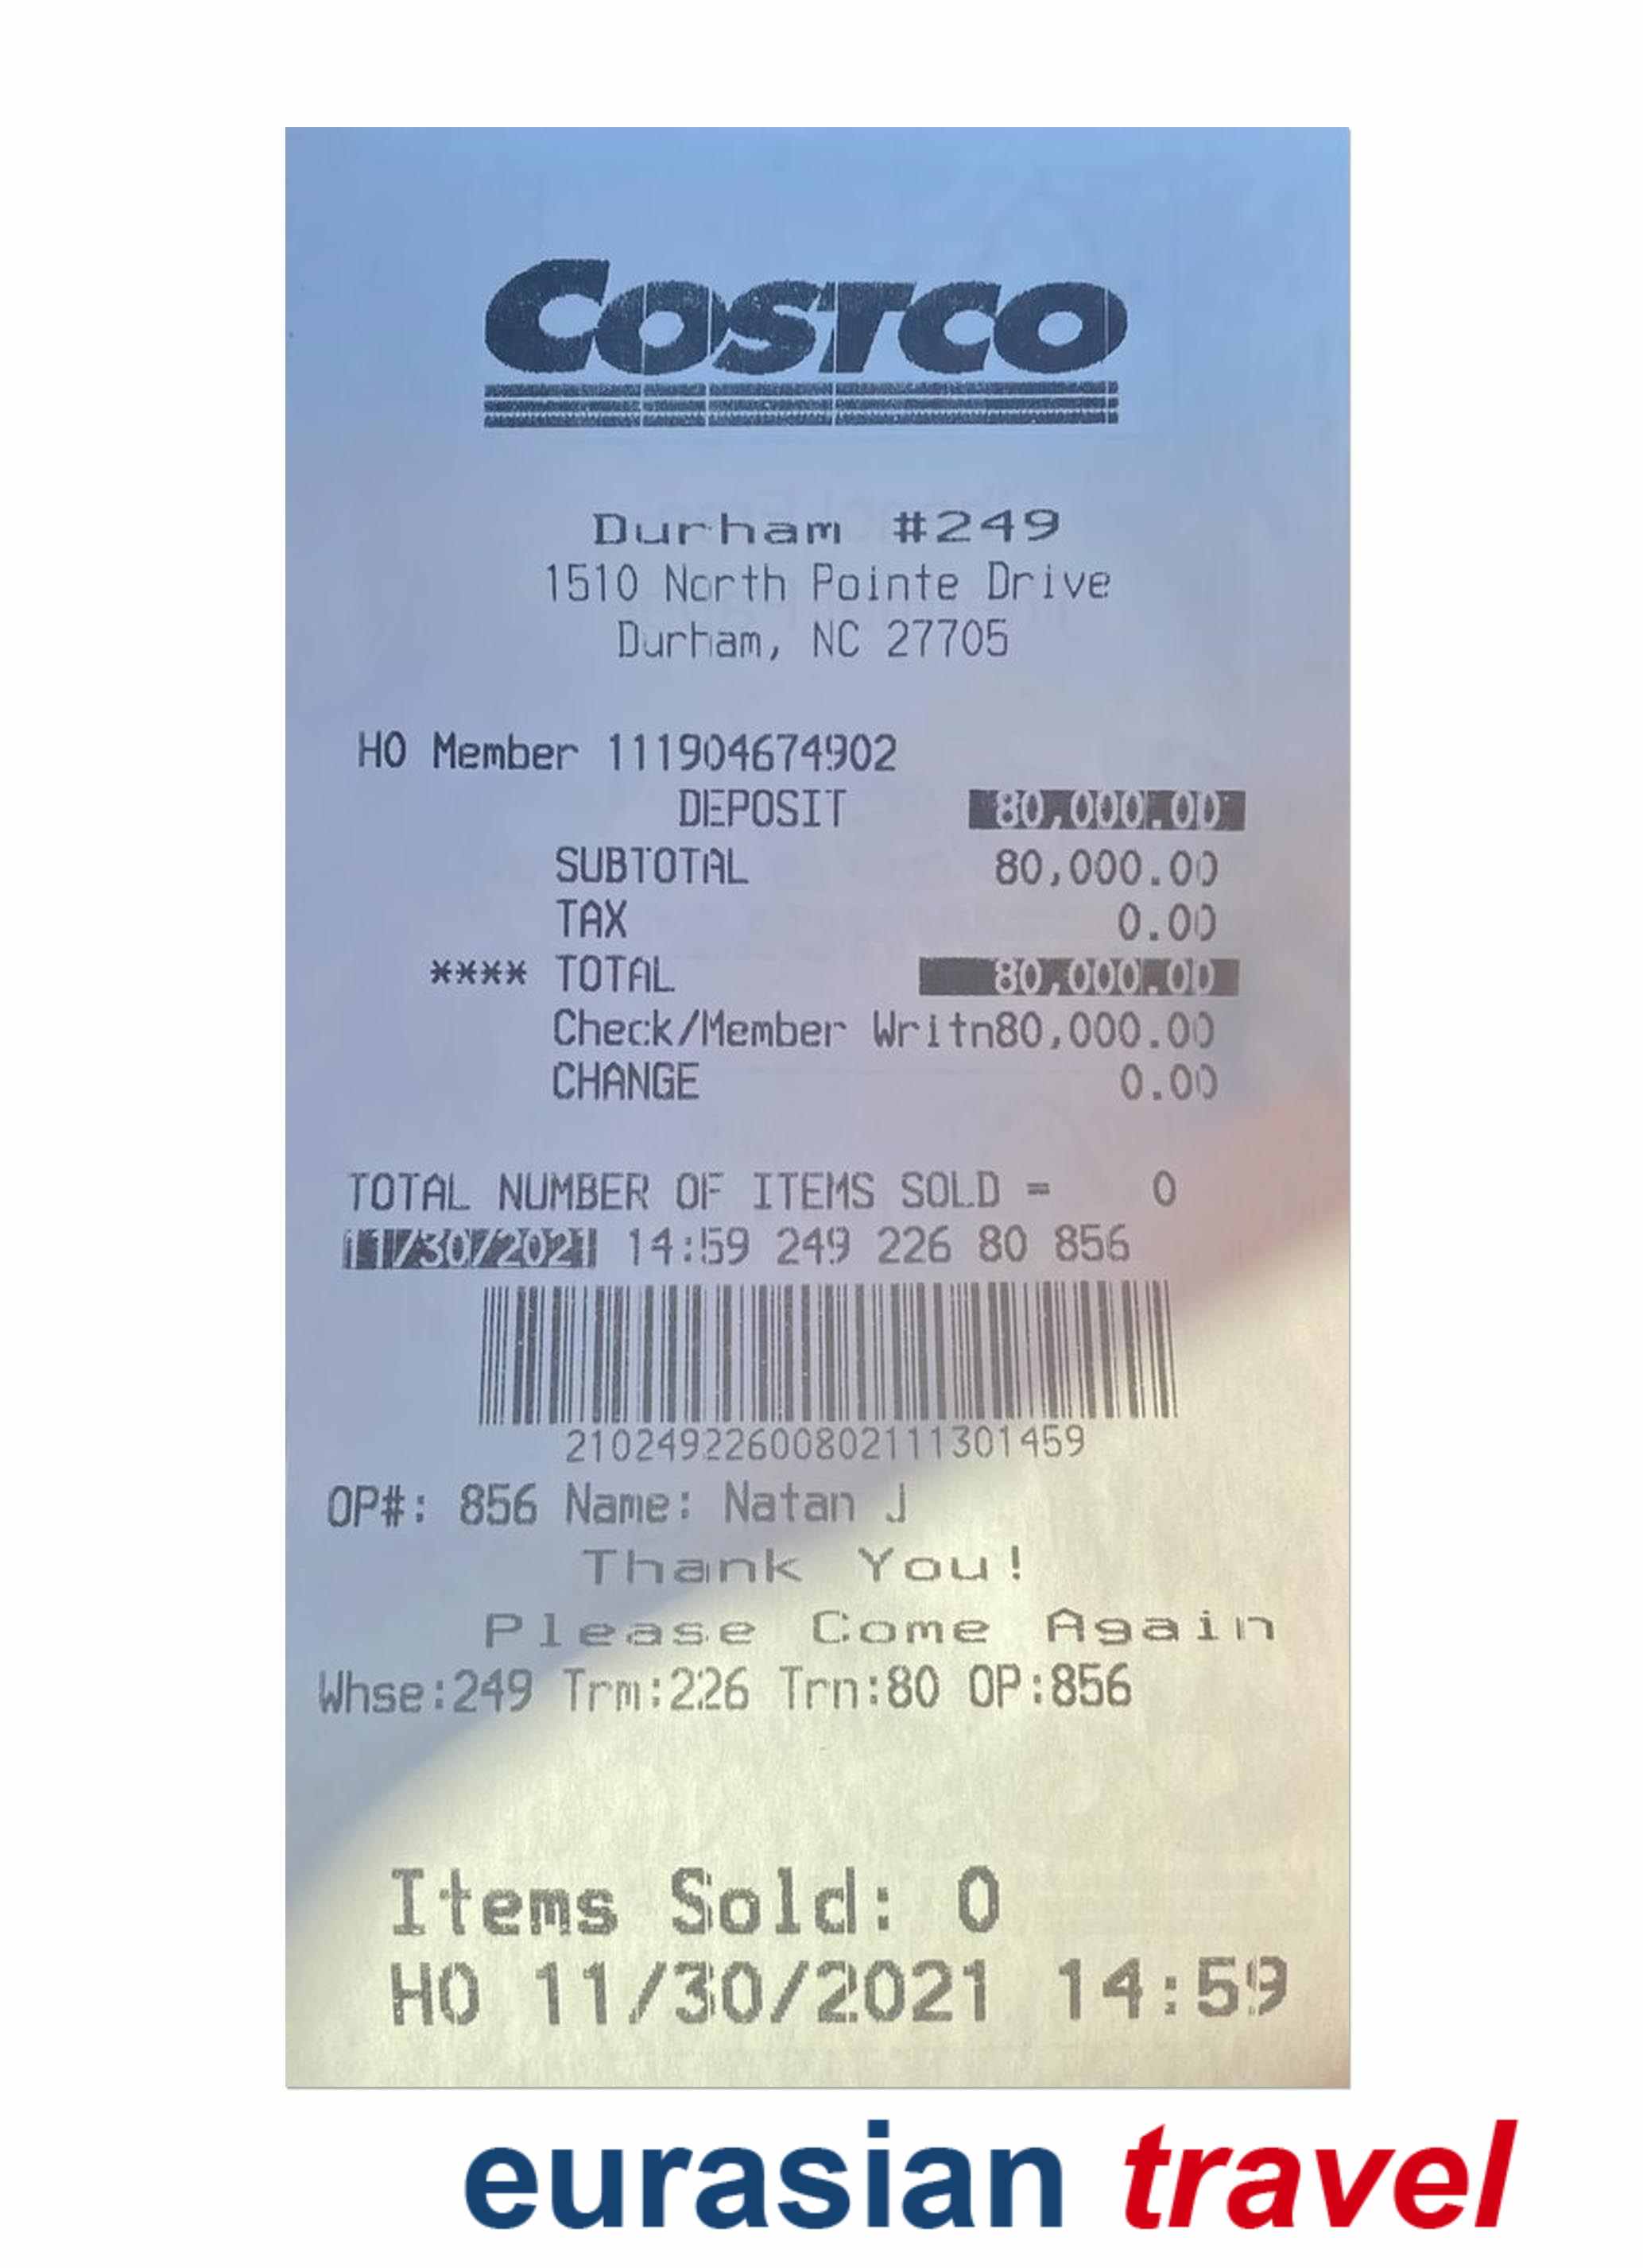 COSTCO
Durham #249
1510 North Pointe Drive
Durham, NC 27705
HO Member 111904674902
DEPOSIT 80,000.00
SUBTOTAL 80,000.00
TAX 0.00
**** TOTAL 80,000.00
Check/Member Writn80,000.00
CHANGE 0.00
TOTAL NUMBER OF ITEMS SOLD = 0
11/30/2021 14:59 249 226 80 856
21024922600802111301459
OP#: 856 Name: Natan J
Thank You!
Please Come Again
Whse:249 Trm:226 Trn:80 OP:856
Items Sold: 0
HO 11/30/2021 14:59
eurasian travel